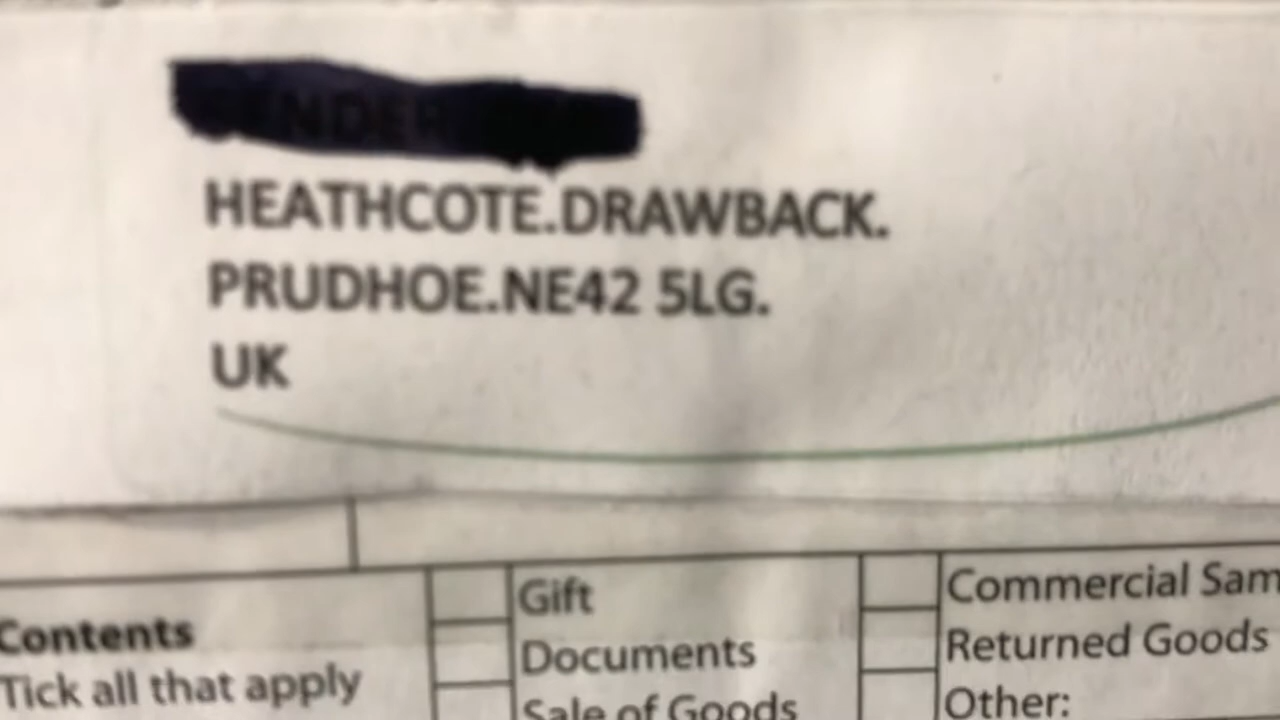 HEATHCOTE.DRAWBACK.
PRUDHOE.NE42 5LG.
UK
Contents
Tick all that apply
Gift
Documents
Sale of Goods
Commercial Sam
Returned Goods
Other: